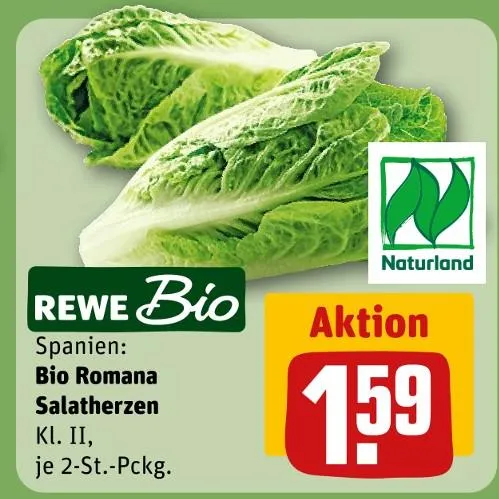 Naturland
REWE Bio
Aktion
1.59
Spanien:
Bio Romana
Salatherzen
Kl. II,
je 2-St.-Pckg.